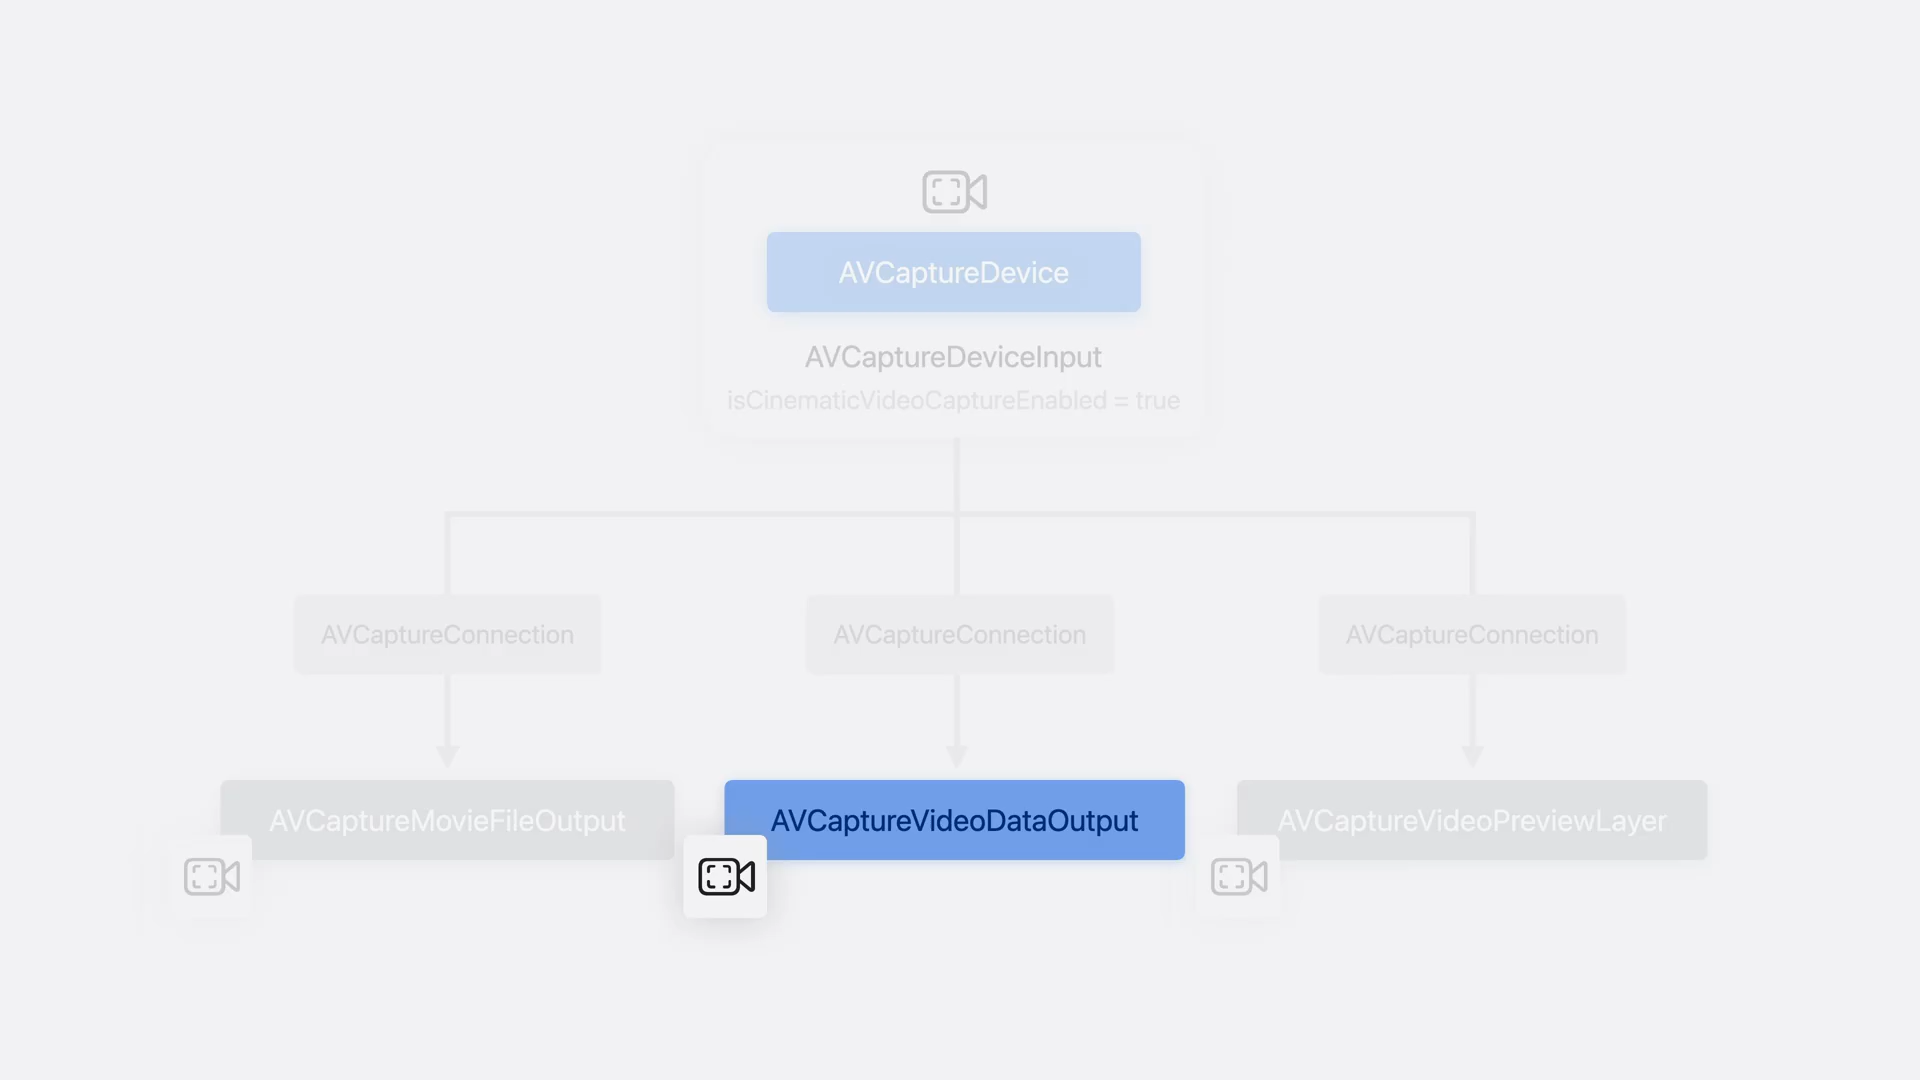 AVCaptureDevice
AVCaptureDeviceInput
isCinematicVideoCaptureEnabled = true
AVCaptureConnection
AVCaptureConnection
AVCaptureConnection
AVCaptureMovieFileOutput
AVCaptureVideoDataOutput
AVCaptureVideoPreviewLayer